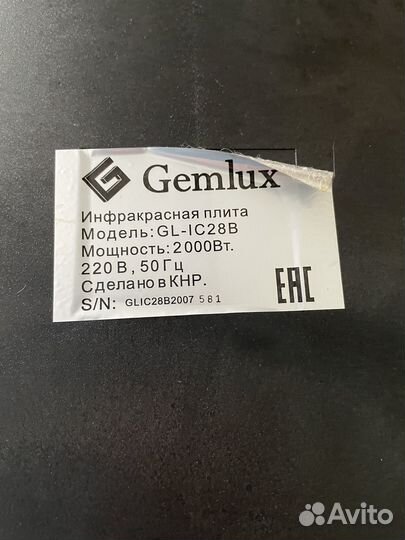 Gemlux
Инфракрасная плита
Модель: GL-IC28B
Мощность: 2000Вт.
220 В, 50 Гц
Сделано в КНР.
S/N: GLIC28B2007 581
EAC
Avito